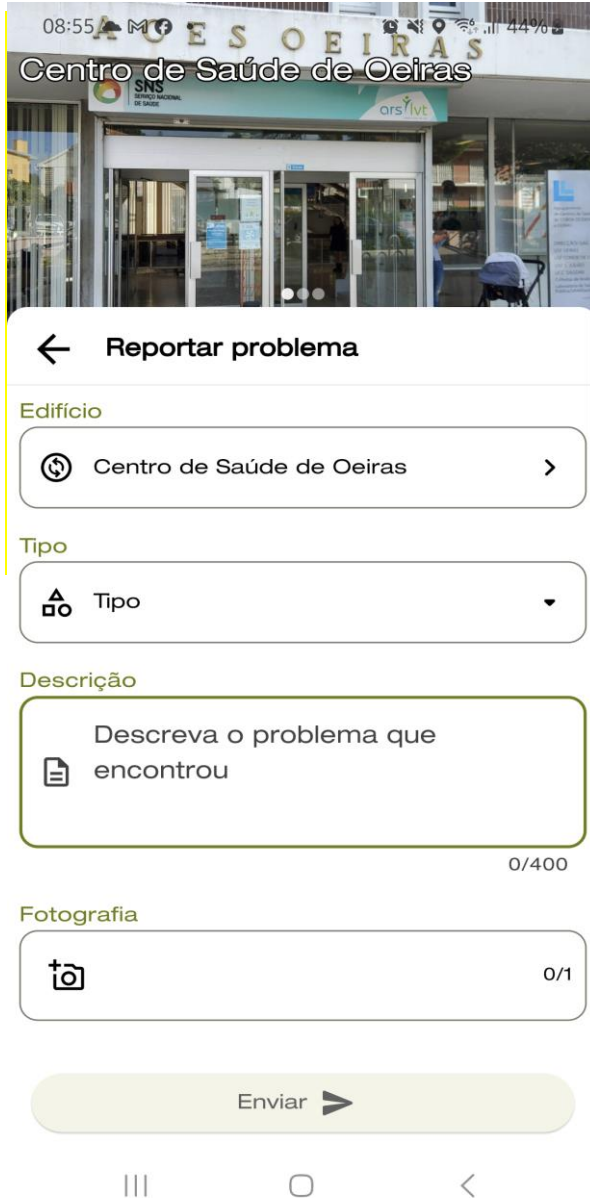 08:55
44%
AÇÕES OEIRAS
Centro de Saúde de Oeiras
SNS
SERVIÇO NACIONAL
DE SAÚDE
ars lvt
Reportar problema
Edifício
Centro de Saúde de Oeiras
Tipo
Tipo
Descrição
Descreva o problema que
encontrou
0/400
Fotografia
0/1
Enviar